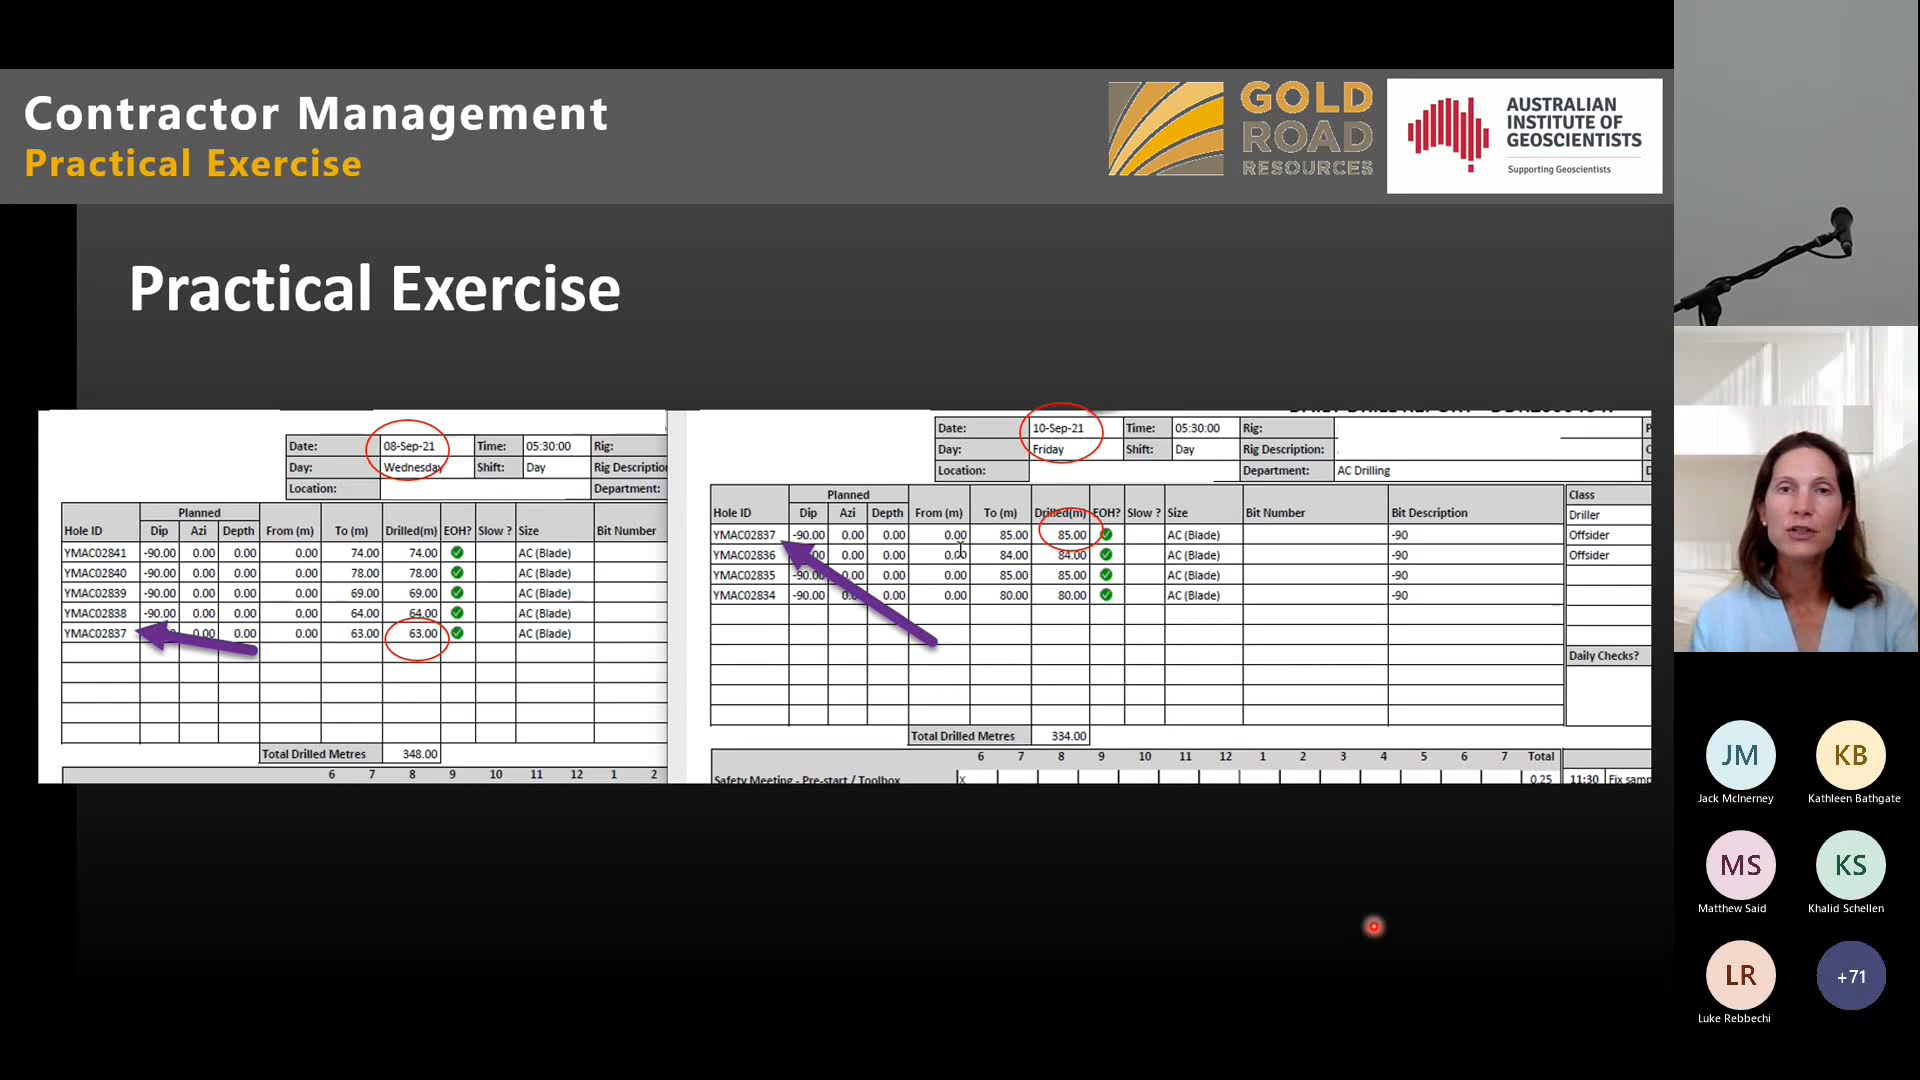 Contractor Management
Practical Exercise
GOLD
ROAD
RESOURCES
AUSTRALIAN
INSTITUTE OF
GEOSCIENTISTS
Supporting Geoscientists
Practical Exercise
Date: 08-Sep-21 Time: 05:30:00 Rig:
Day: Wednesday Shift: Day Rig Description
Location: Department:
Planned
Hole ID Dip Azi Depth From (m) To (m) Drilled(m) EOH? Slow ? Size Bit Number
YMAC02841 -90.00 0.00 0.00 0.00 74.00 74.00 AC (Blade)
YMAC02840 -90.00 0.00 0.00 0.00 78.00 78.00 AC (Blade)
YMAC02839 -90.00 0.00 0.00 0.00 69.00 69.00 AC (Blade)
YMAC02838 -90.00 0.00 0.00 0.00 64.00 64.00 AC (Blade)
YMAC02837 0.00 0.00 0.00 63.00 63.00 AC (Blade)
Total Drilled Metres 348.00
6 7 8 9 10 11 12 1 2
Date: 10-Sep-21 Time: 05:30:00 Rig:
Day: Friday Shift: Day Rig Description:
Location: Department: AC Drilling
Planned
Hole ID Dip Azi Depth From (m) To (m) Drilled(m) EOH? Slow ? Size Bit Number Bit Description
YMAC02837 -90.00 0.00 0.00 0.00 85.00 85.00 AC (Blade) -90
YMAC02836 0.00 0.00 0.00 84.00 84.00 AC (Blade) -90
YMAC02835 -90.00 0.00 0.00 85.00 85.00 AC (Blade) -90
YMAC02834 -90.00 0.00 0.00 80.00 80.00 AC (Blade) -90
Class
Driller
Offsider
Offsider
Daily Checks?
Total Drilled Metres 334.00
6 7 8 9 10 11 12 1 2 3 4 5 6 7 Total
Safety Meeting - Pre-start / Toolbox X 0.25 11:30 Fix samp
JM
Jack McInerney
KB
Kathleen Bathgate
MS
Matthew Said
KS
Khalid Schellen
LR
Luke Rebbechi
+71